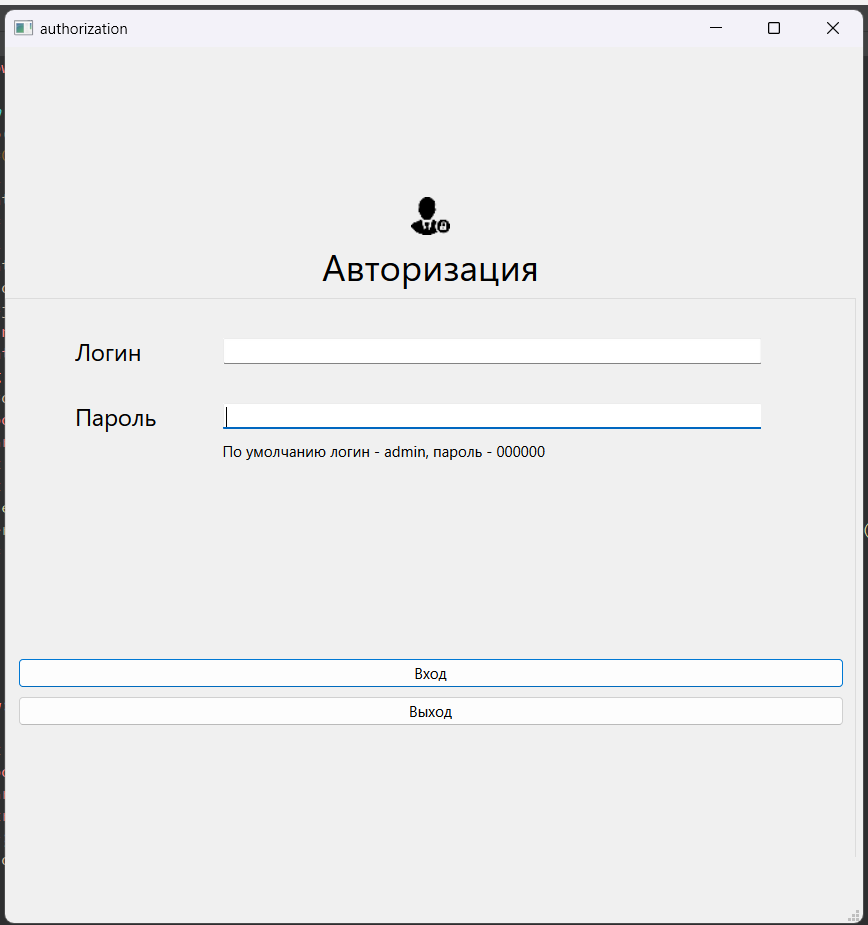 authorization
Авторизация
Логин
Пароль
По умолчанию логин - admin, пароль - 000000
Вход
Выход